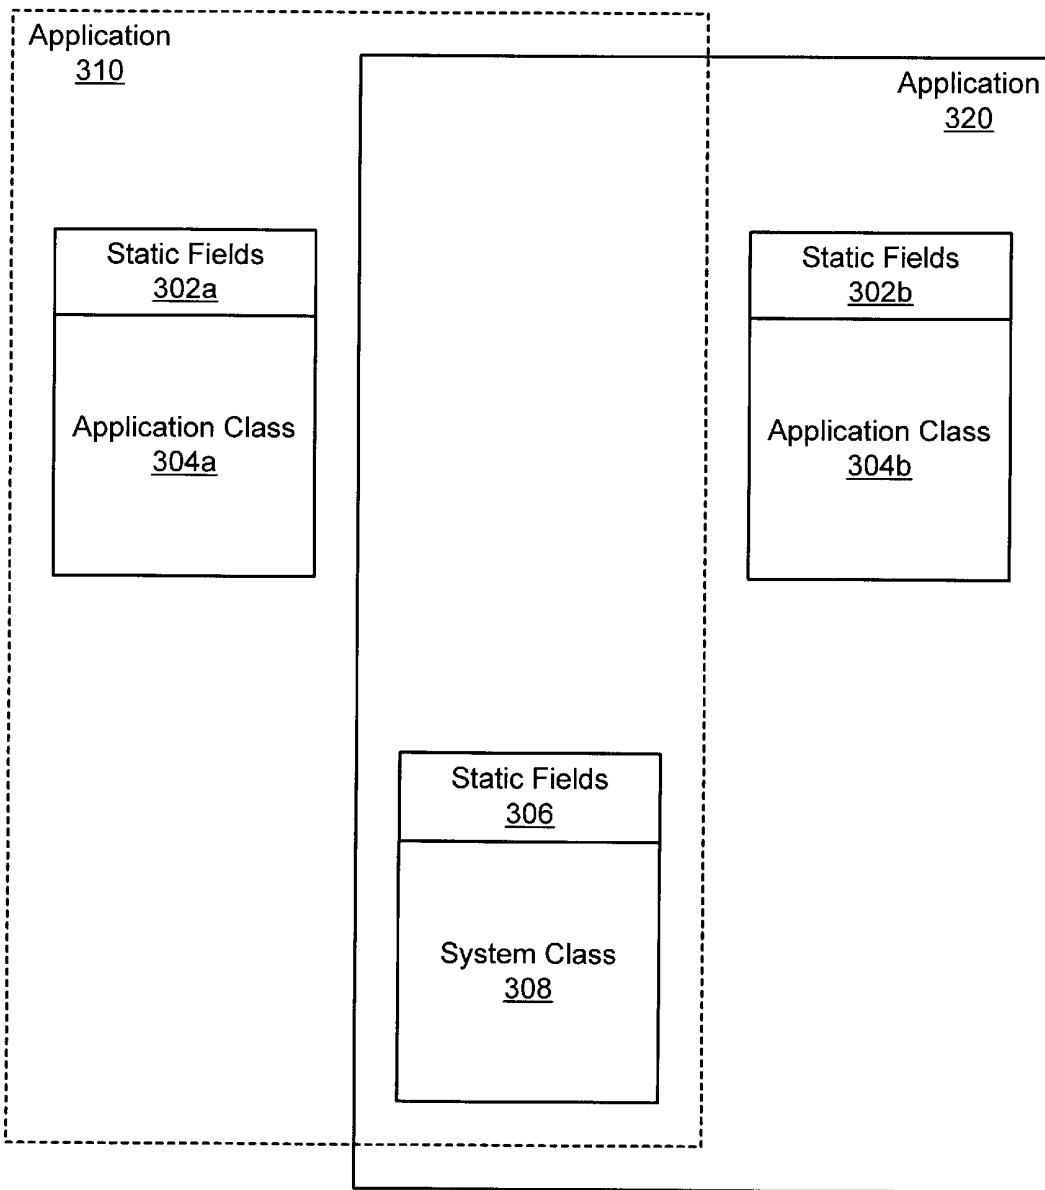 Application
310
Application
320
Static Fields
302a
Application Class
304a
Static Fields
302b
Application Class
304b
Static Fields
306
System Class
308